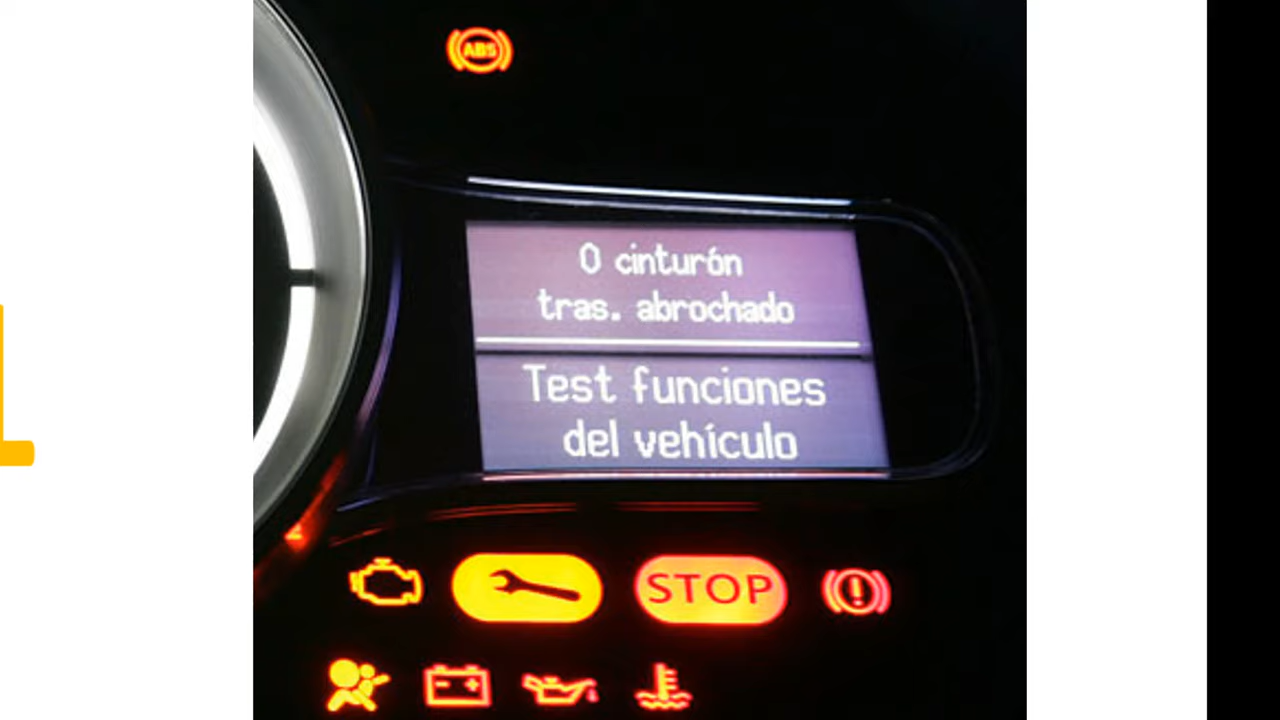 ABS
0 cinturón
tras. abrochado
Test funciones
del vehículo
STOP